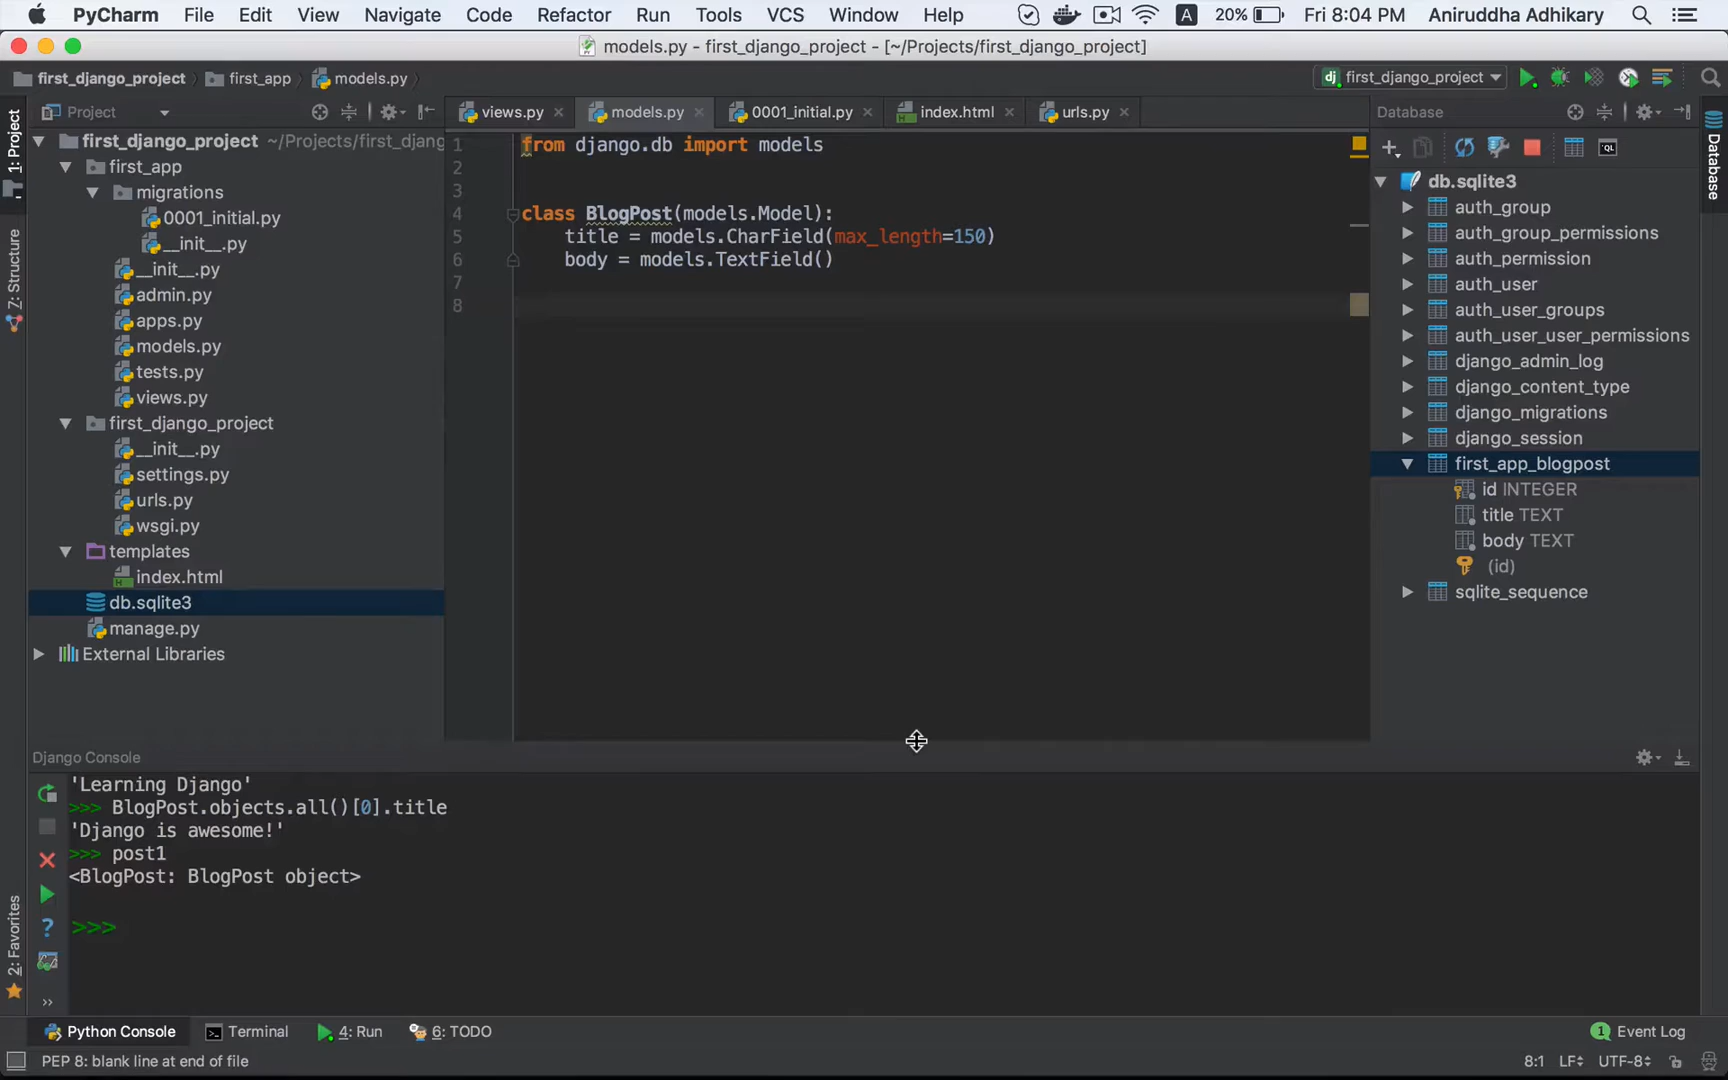 PyCharm File Edit View Navigate Code Refactor Run Tools VCS Window Help A 20% Fri 8:04 PM Aniruddha Adhikary
models.py - first_django_project - [~/Projects/first_django_project]
first_django_project first_app models.py dj first_django_project
1: Project
Z: Structure
2: Favorites
Project
first_django_project ~/Projects/first_djang
first_app
migrations
0001_initial.py
__init__.py
__init__.py
admin.py
apps.py
models.py
tests.py
views.py
first_django_project
__init__.py
settings.py
urls.py
wsgi.py
templates
index.html
db.sqlite3
manage.py
External Libraries
views.py models.py 0001_initial.py index.html urls.py
1 from django.db import models
2
3
4 class BlogPost(models.Model):
5 title = models.CharField(max_length=150)
6 body = models.TextField()
7
8
Database
QL
db.sqlite3
auth_group
auth_group_permissions
auth_permission
auth_user
auth_user_groups
auth_user_user_permissions
django_admin_log
django_content_type
django_migrations
django_session
first_app_blogpost
id INTEGER
title TEXT
body TEXT
(id)
sqlite_sequence
Database
Django Console
'Learning Django'
>>> BlogPost.objects.all()[0].title
'Django is awesome!'
>>> post1
<BlogPost: BlogPost object>
>>>
Python Console Terminal 4: Run 6: TODO 1 Event Log
PEP 8: blank line at end of file 8:1 LF UTF-8